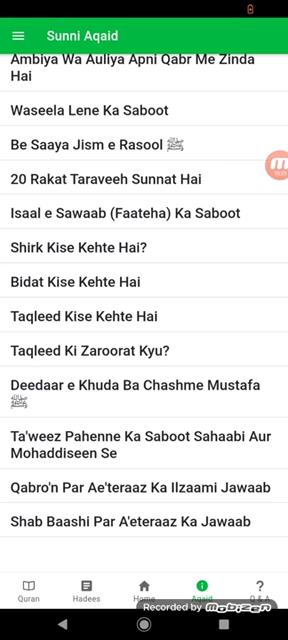 Sunni Aqaid
Ambiya Wa Auliya Apni Qabr Me Zinda
Hai
Waseela Lene Ka Saboot
Be Saaya Jism e Rasool ﷺ
20 Rakat Taraveeh Sunnat Hai
Isaal e Sawaab (Faateha) Ka Saboot
Shirk Kise Kehte Hai?
Bidat Kise Kehte Hai
Taqleed Kise Kehte Hai
Taqleed Ki Zaroorat Kyu?
Deedaar e Khuda Ba Chashme Mustafa
ﷺ
Ta'weez Pahenne Ka Saboot Sahaabi Aur
Mohaddiseen Se
Qabro'n Par Ae'teraaz Ka Ilzaami Jawaab
Shab Baashi Par A'eteraaz Ka Jawaab
Quran Hadees Home Aqaid Q & A
Recorded by mobizen